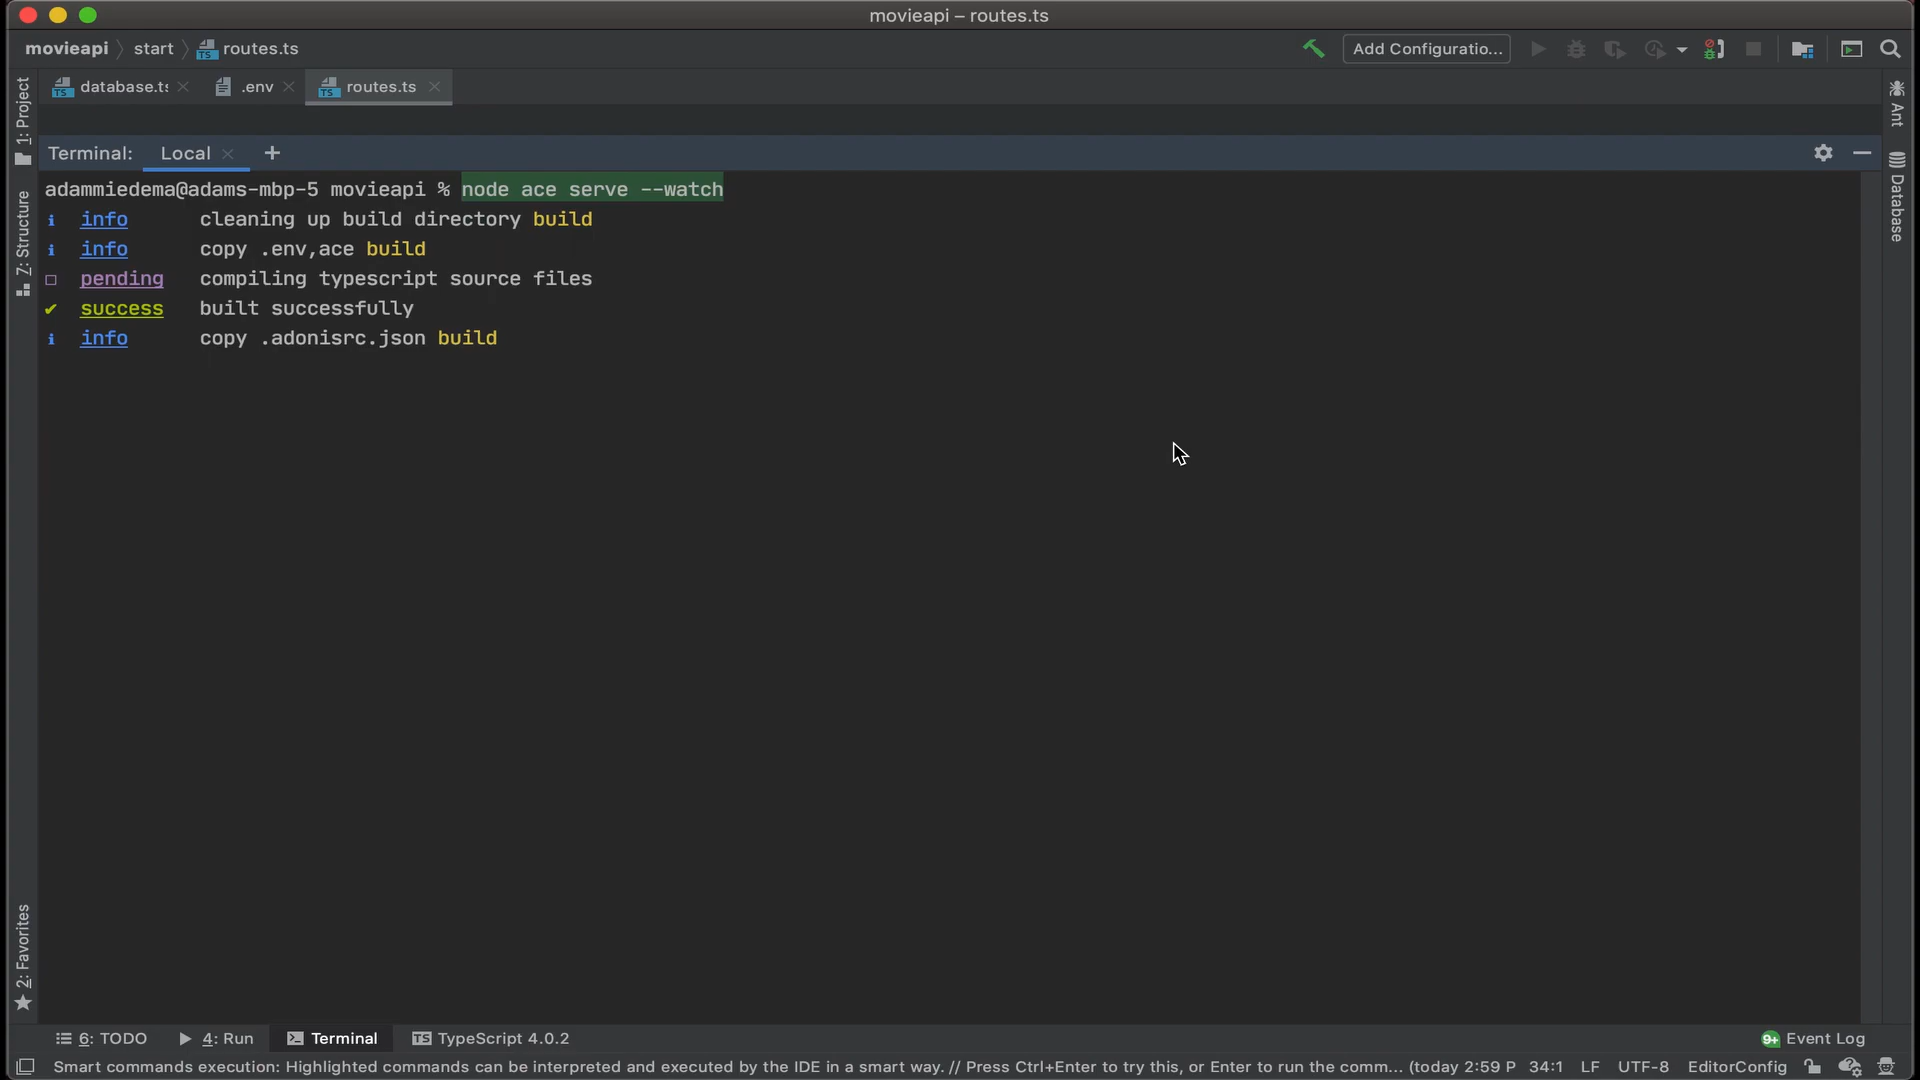 movieapi – routes.ts
movieapi start routes.ts Add Configuratio...
database.ts .env routes.ts
Terminal: Local +
adammiedema@adams-mbp-5 movieapi % node ace serve --watch
info cleaning up build directory build
info copy .env,ace build
pending compiling typescript source files
success built successfully
info copy .adonisrc.json build
1: Project
Z: Structure
2: Favorites
Ant
Database
6: TODO 4: Run Terminal TypeScript 4.0.2 9+ Event Log
Smart commands execution: Highlighted commands can be interpreted and executed by the IDE in a smart way. // Press Ctrl+Enter to try this, or Enter to run the comm... (today 2:59 P 34:1 LF UTF-8 EditorConfig